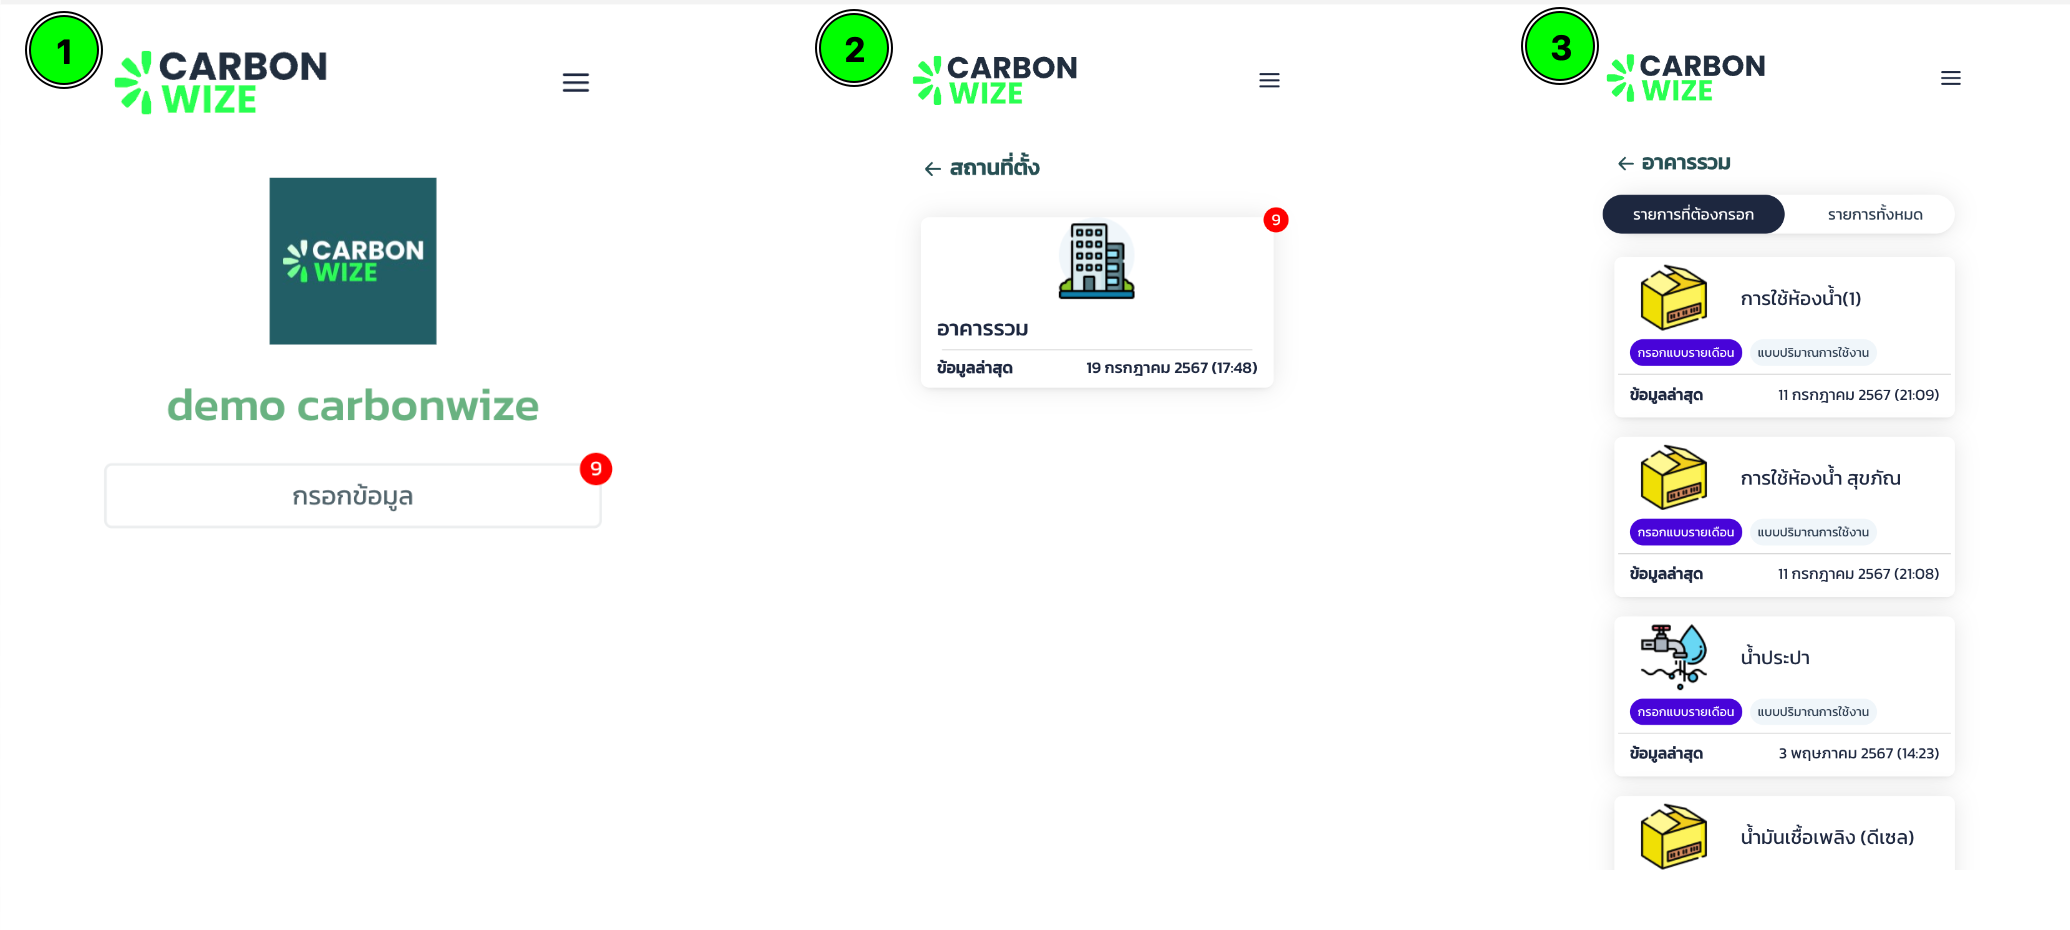 1
CARBON
WIZE
CARBON
WIZE
demo carbonwize
9
กรอกข้อมูล
2
CARBON
WIZE
← สถานที่ตั้ง
9
อาคารรวม
ข้อมูลล่าสุด 19 กรกฎาคม 2567 (17:48)
3
CARBON
WIZE
← อาคารรวม
รายการที่ต้องกรอก รายการทั้งหมด
การใช้ห้องน้ำ(1)
กรอกแบบรายเดือน แบบปริมาณการใช้งาน
ข้อมูลล่าสุด 11 กรกฎาคม 2567 (21:09)
การใช้ห้องน้ำ สุขภัณ
กรอกแบบรายเดือน แบบปริมาณการใช้งาน
ข้อมูลล่าสุด 11 กรกฎาคม 2567 (21:08)
น้ำประปา
กรอกแบบรายเดือน แบบปริมาณการใช้งาน
ข้อมูลล่าสุด 3 พฤษภาคม 2567 (14:23)
น้ำมันเชื้อเพลิง (ดีเซล)